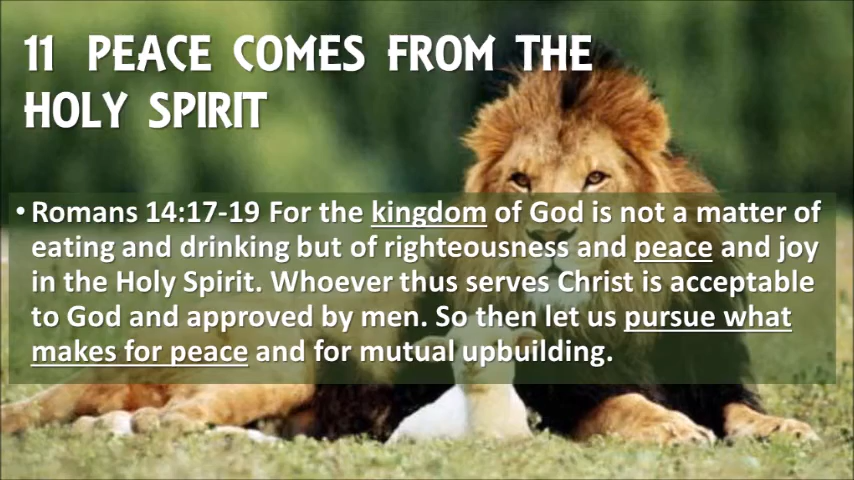 11 PEACE COMES FROM THE
HOLY SPIRIT
• Romans 14:17-19 For the kingdom of God is not a matter of
eating and drinking but of righteousness and peace and joy
in the Holy Spirit. Whoever thus serves Christ is acceptable
to God and approved by men. So then let us pursue what
makes for peace and for mutual upbuilding.